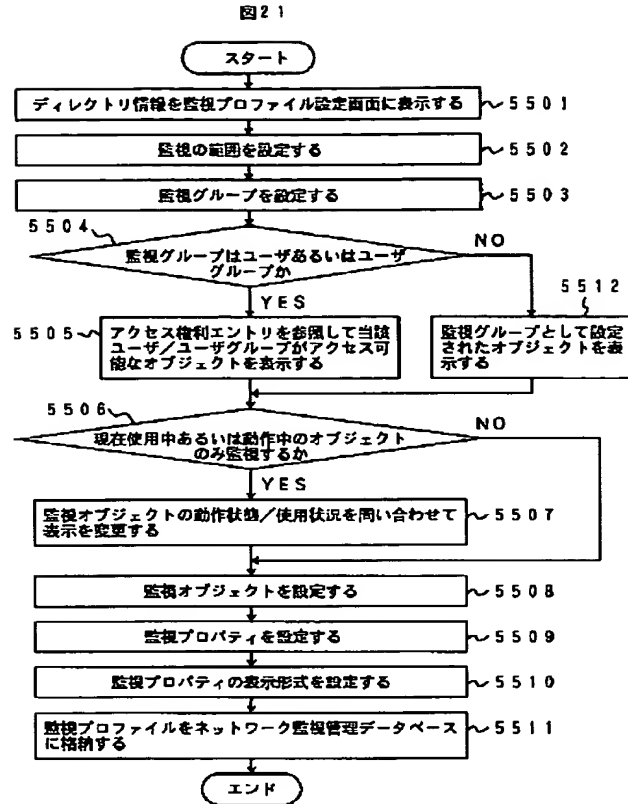 図21
スタート
ディレクトリ情報を監視プロファイル設定画面に表示する
5501
監視の範囲を設定する
5502
監視グループを設定する
5503
5504
監視グループはユーザあるいはユーザ
グループか
NO
YES
5512
5505
アクセス権利エントリを参照して当該
ユーザ/ユーザグループがアクセス可
能なオブジェクトを表示する
監視グループとして設定
されたオブジェクトを表
示する
5506
現在使用中あるいは動作中のオブジェクト
のみ監視するか
NO
YES
監視オブジェクトの動作状態/使用状況を問い合わせて
表示を変更する
5507
監視オブジェクトを設定する
5508
監視プロパティを設定する
5509
監視プロパティの表示形式を設定する
5510
監視プロファイルをネットワーク監視管理データベース
に格納する
5511
エンド